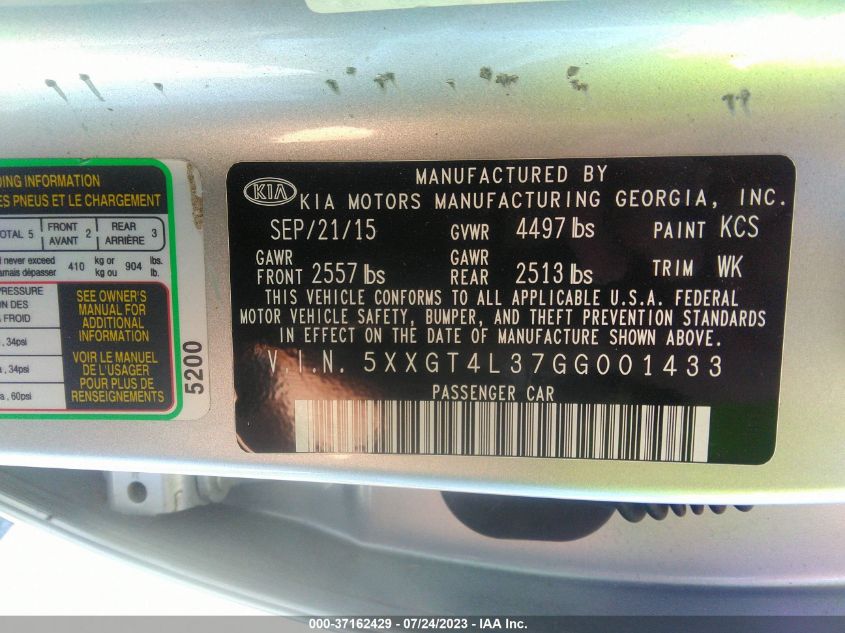 DING INFORMATION
ES PNEUS ET LE CHARGEMENT
OTAL 5 FRONT AVANT 2 REAR ARRIÈRE 3
never exceed
amais dépasser 410 kg or kg ou 904 lbs. lb.
PRESSURE
ON DES
A FROID
, 34psi
, 34psi
, 60psi
SEE OWNER'S
MANUAL FOR
ADDITIONAL
INFORMATION
VOIR LE MANUEL
DE L'USAGER
POUR PLUS DE
RENSEIGNEMENTS
5200
MANUFACTURED BY
KIA KIA MOTORS MANUFACTURING GEORGIA, INC.
SEP/21/15 GVWR 4497 lbs PAINT KCS
GAWR FRONT 2557 lbs GAWR REAR 2513 lbs TRIM WK
THIS VEHICLE CONFORMS TO ALL APPLICABLE U.S.A. FEDERAL
MOTOR VEHICLE SAFETY, BUMPER, AND THEFT PREVENTION STANDARDS
IN EFFECT ON THE DATE OF MANUFACTURE SHOWN ABOVE.
V.I.N. 5XXGT4L37GG001433
PASSENGER CAR
000-37162429 - 07/24/2023 - IAA Inc.